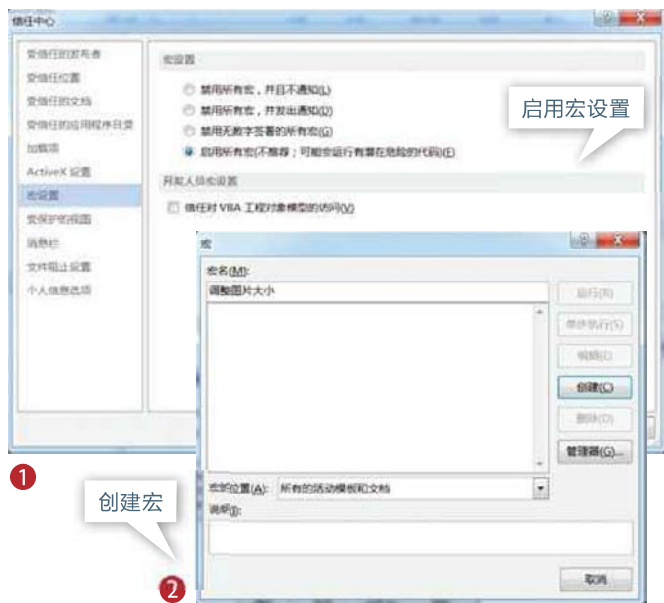 信任中心
受信任的发布者
受信任位置
受信任的文档
受信任的应用程序目录
加载项
ActiveX 设置
宏设置
受保护的视图
消息栏
文件阻止设置
个人信息选项
宏设置
禁用所有宏，并且不通知(L)
禁用所有宏，并发出通知(D)
禁用无数字签署的所有宏(G)
启用所有宏(不推荐；可能会运行有潜在危险的代码)(E)
开发人员宏设置
信任对 VBA 工程对象模型的访问(V)
启用宏设置
1
宏
宏名(M):
调整图片大小
运行(R)
单步执行(S)
编辑(E)
创建(C)
删除(D)
管理器(G)...
宏的位置(A): 所有的活动模板和文档
说明(I):
取消
创建宏
2